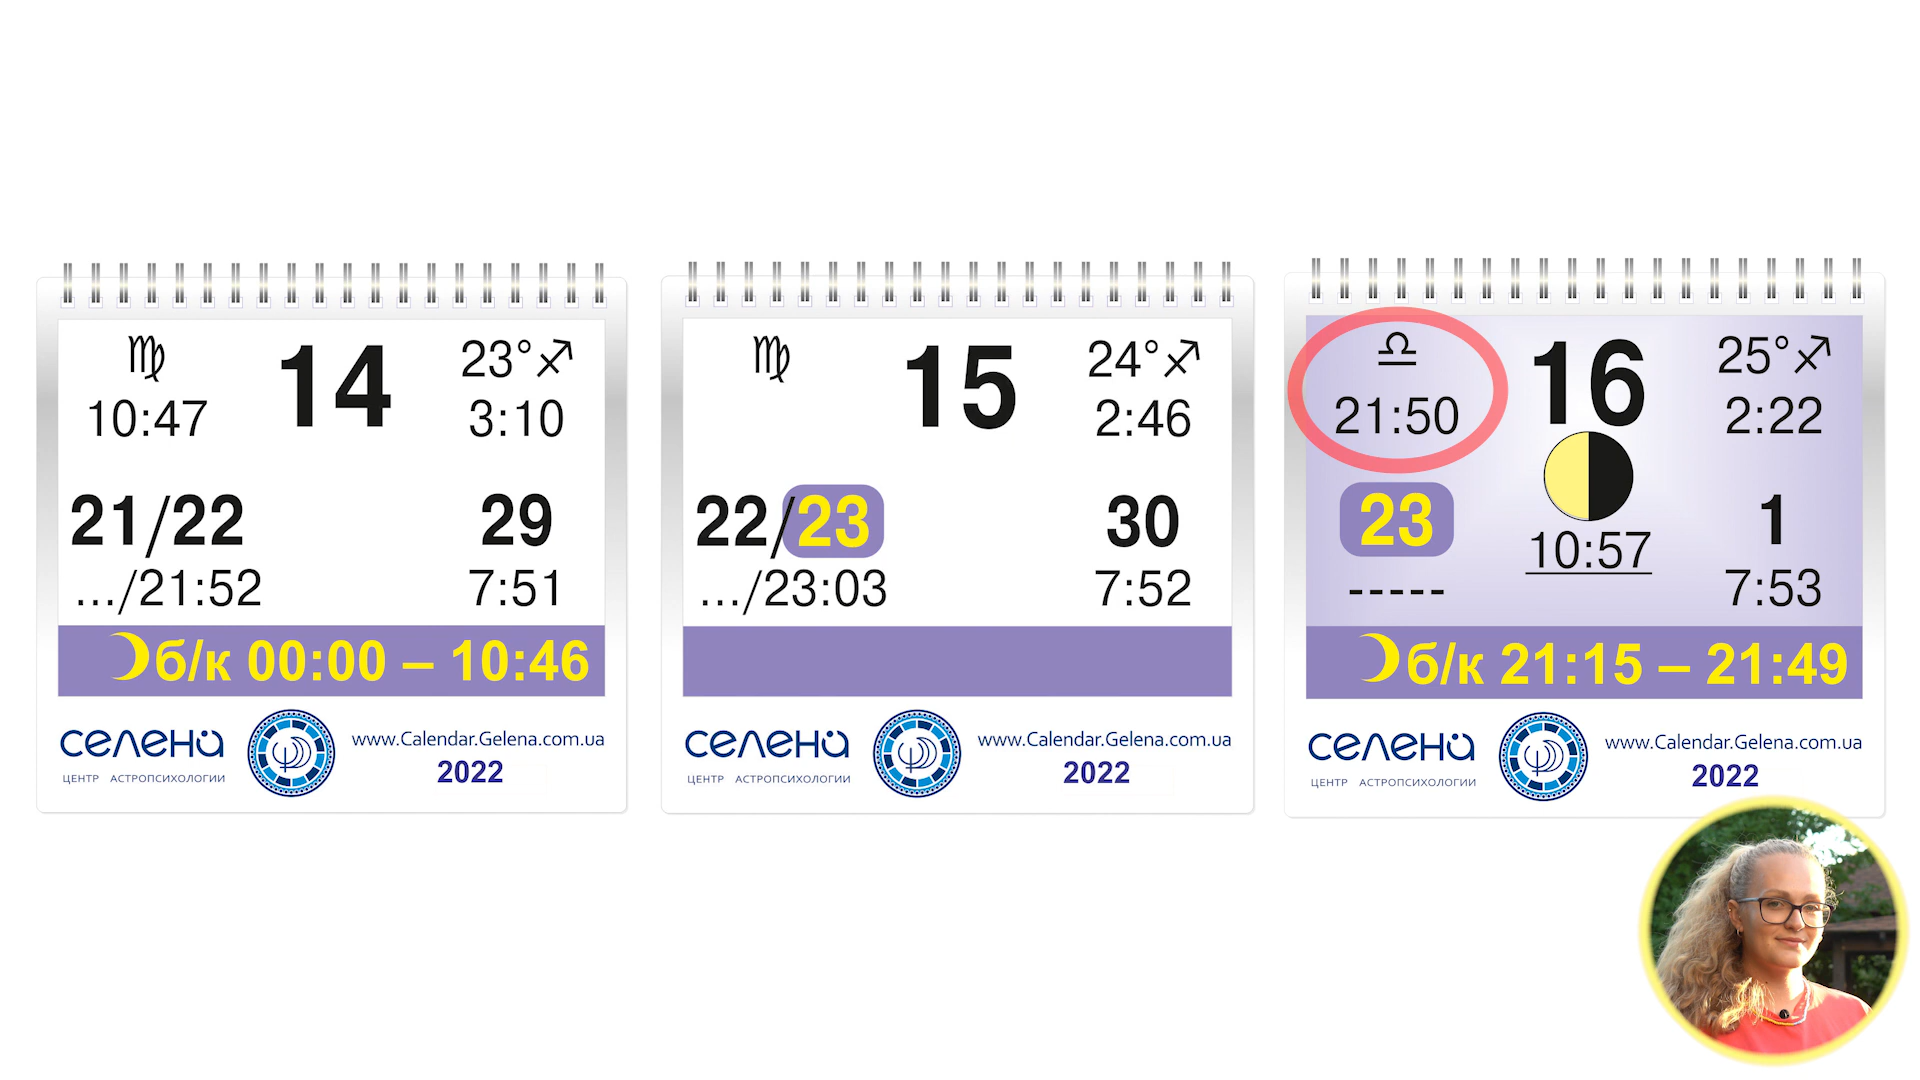 ♍ 14 23°♐
10:47 3:10
21/22 29
.../21:52 7:51
☽ б/к 00:00 – 10:46
селена
ЦЕНТР АСТРОПСИХОЛОГИИ
www.Calendar.Gelena.com.ua
2022
♍ 15 24°♐
2:46
22/23 30
.../23:03 7:52
селена
ЦЕНТР АСТРОПСИХОЛОГИИ
www.Calendar.Gelena.com.ua
2022
♎ 16 25°♐
21:50 2:22
23 10:57 1
----- 7:53
☽ б/к 21:15 – 21:49
селена
ЦЕНТР АСТРОПСИХОЛОГИИ
www.Calendar.Gelena.com.ua
2022